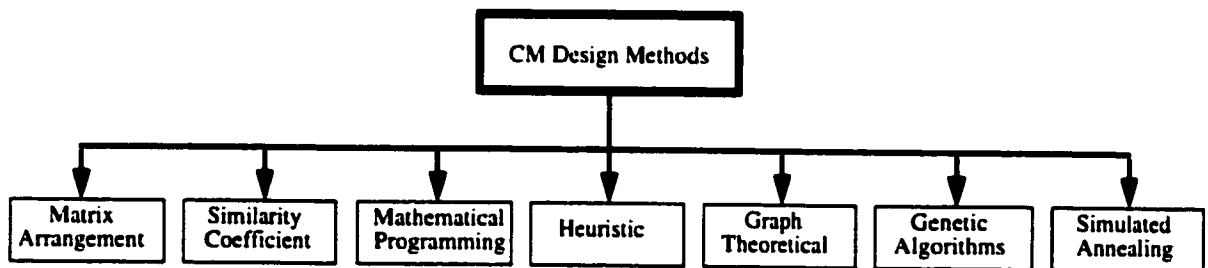 CM Design Methods
Matrix
Arrangement
Similarity
Coefficient
Mathematical
Programming
Heuristic
Graph
Theoretical
Genetic
Algorithms
Simulated
Annealing